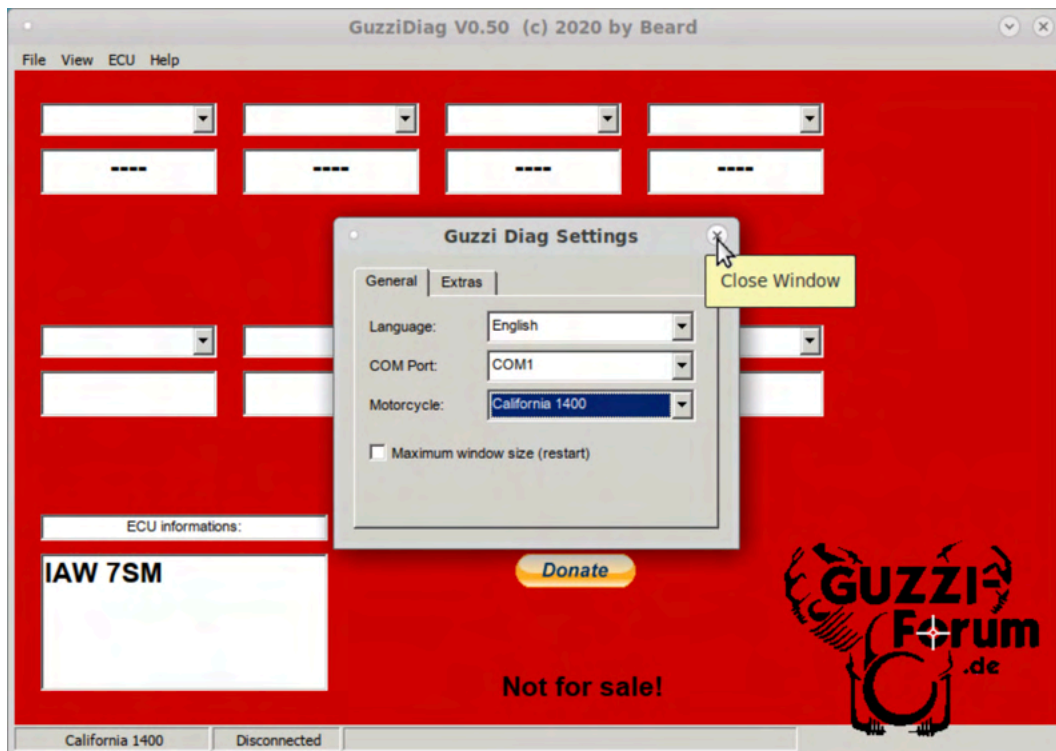 GuzziDiag V0.50 (c) 2020 by Beard
File View ECU Help
---- ---- ---- ----
Guzzi Diag Settings
Close Window
General Extras
Language: English
COM Port: COM1
Motorcycle: California 1400
Maximum window size (restart)
ECU informations:
IAW 7SM
Donate
GUZZI
Forum
.de
Not for sale!
California 1400 Disconnected